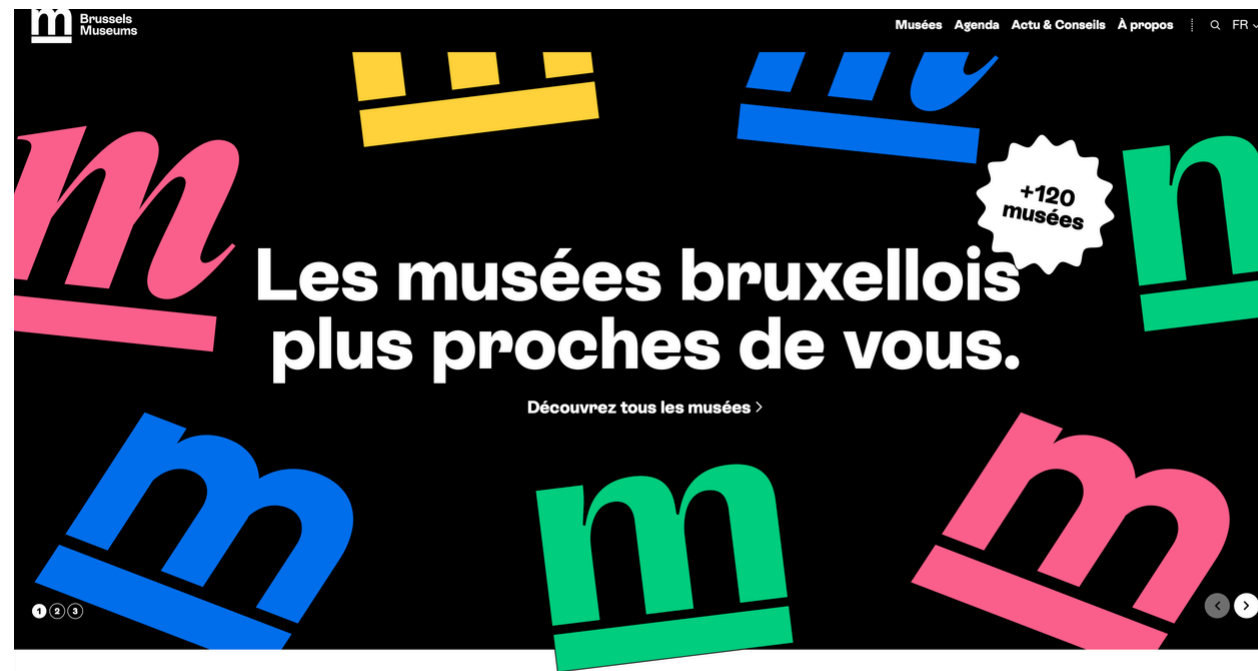 m Brussels
Museums
Musées Agenda Actu & Conseils À propos FR
m
m
m
m
+120
musées
Les musées bruxellois
plus proches de vous.
Découvrez tous les musées >
m
m
m
1 2 3